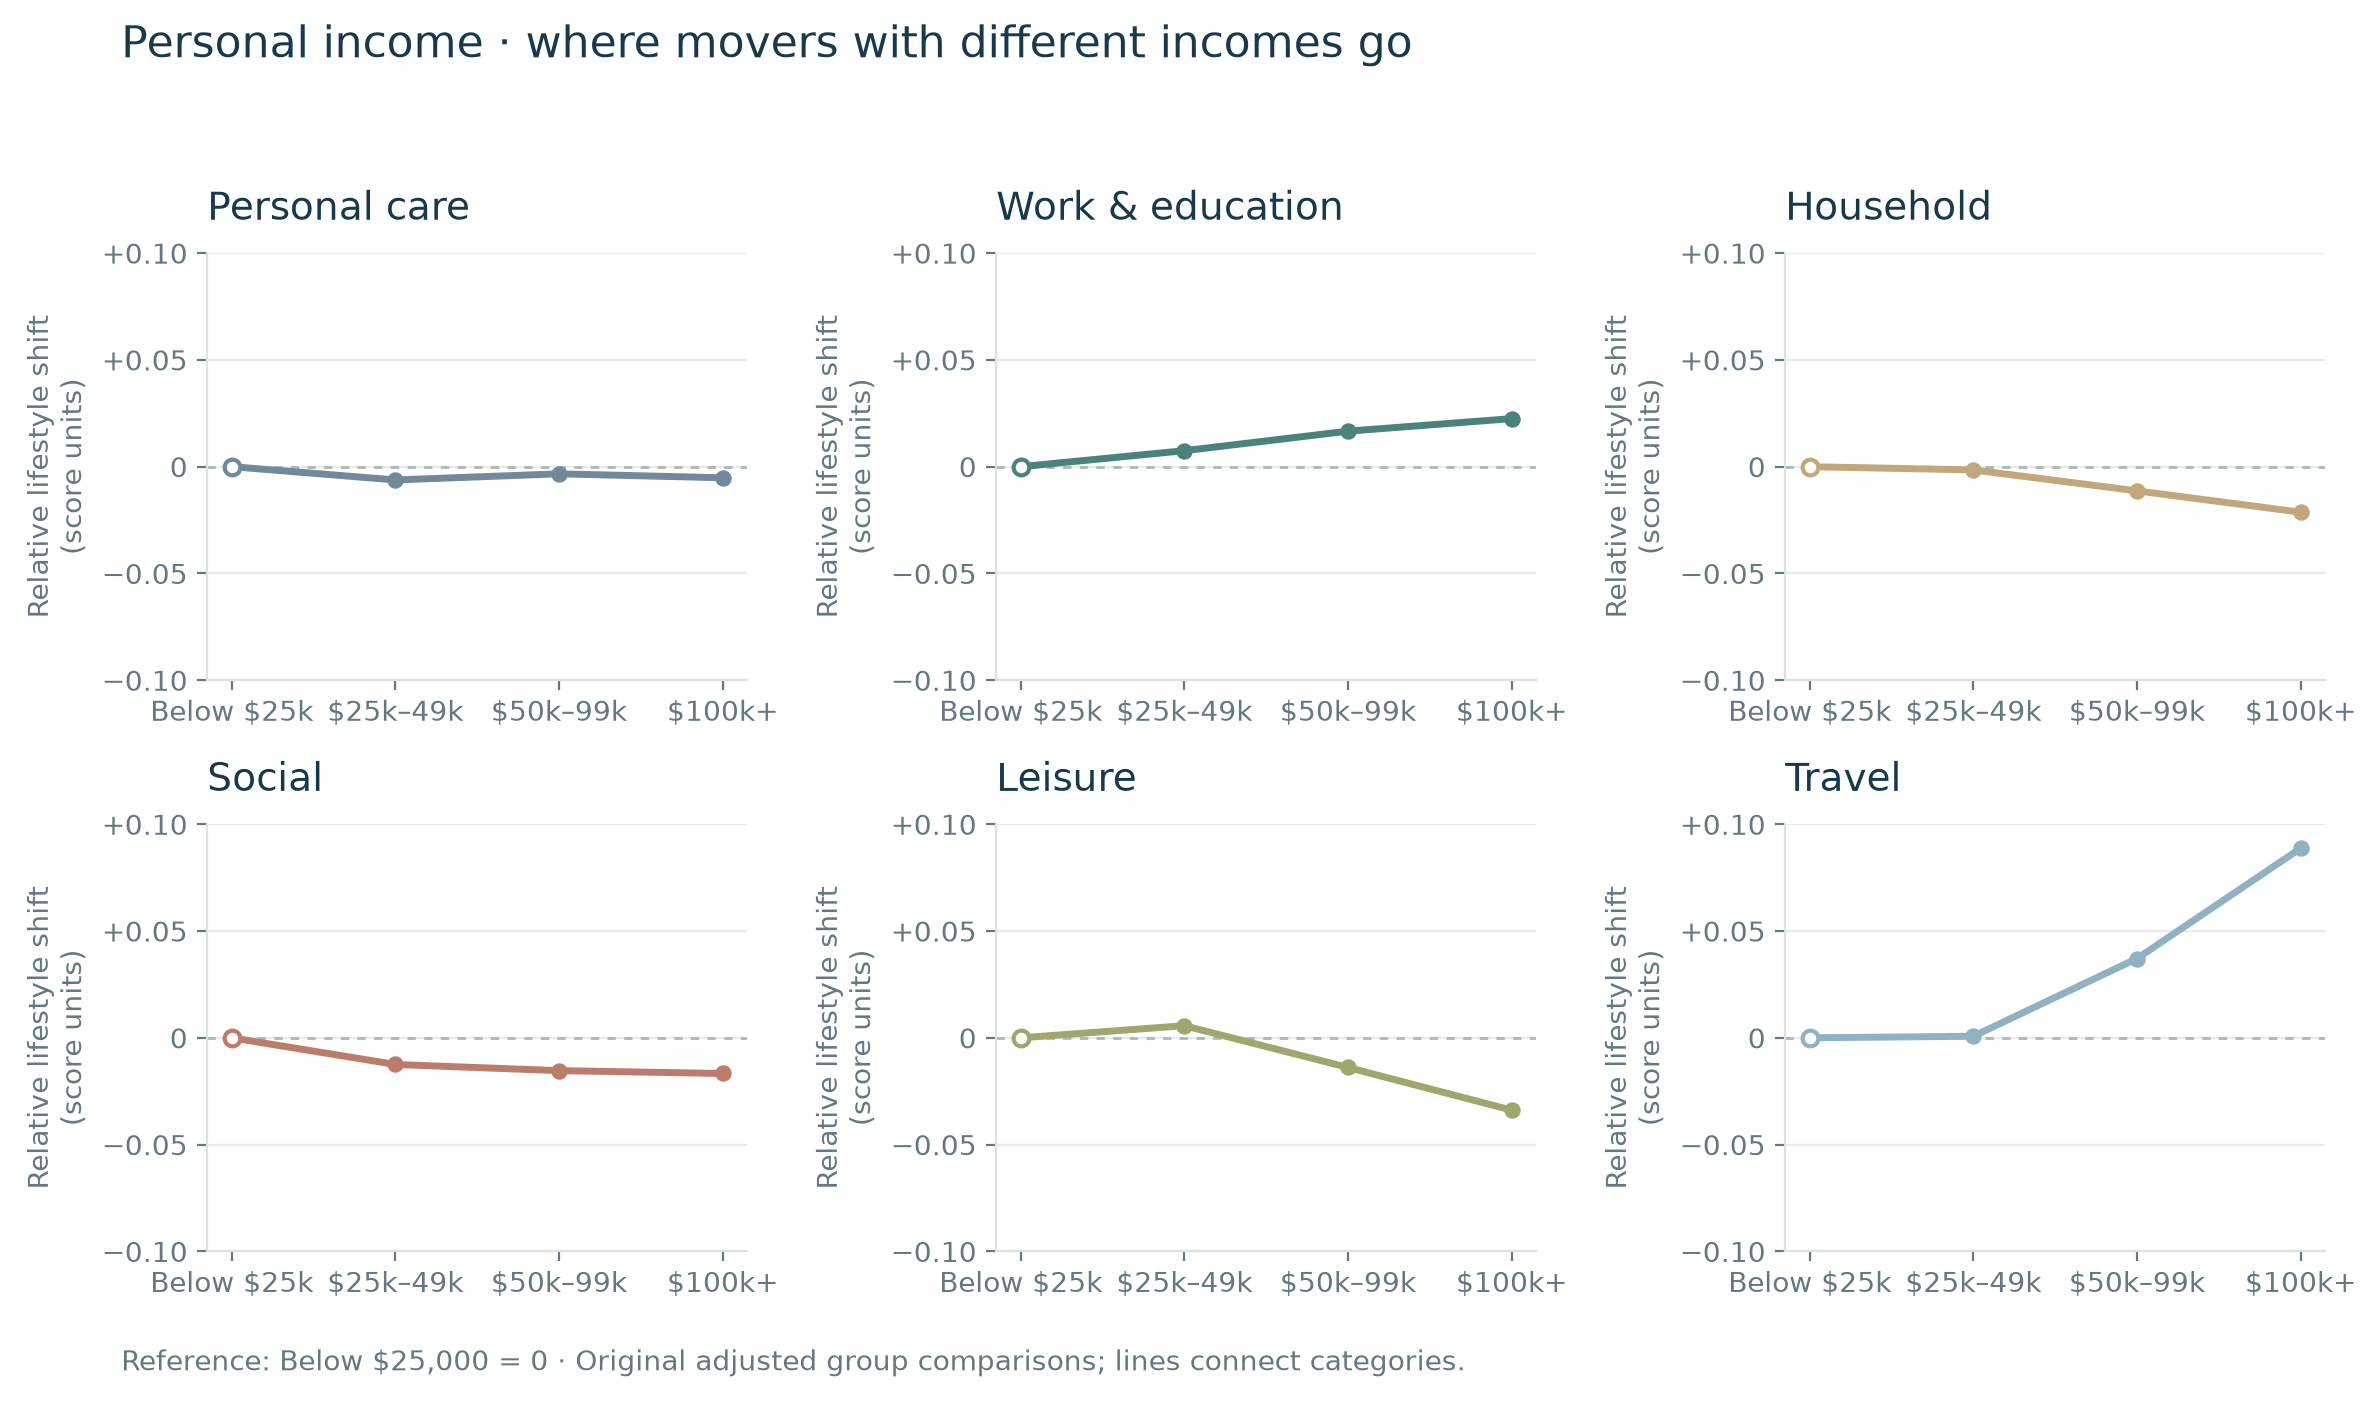 Personal income · where movers with different incomes go
Personal care
+0.10
+0.05
0
−0.05
−0.10
Relative lifestyle shift
(score units)
Below $25k $25k–49k $50k–99k $100k+
Work & education
+0.10
+0.05
0
−0.05
−0.10
Relative lifestyle shift
(score units)
Below $25k $25k–49k $50k–99k $100k+
Household
+0.10
+0.05
0
−0.05
−0.10
Relative lifestyle shift
(score units)
Below $25k $25k–49k $50k–99k $100k+
Social
+0.10
+0.05
0
−0.05
−0.10
Relative lifestyle shift
(score units)
Below $25k $25k–49k $50k–99k $100k+
Leisure
+0.10
+0.05
0
−0.05
−0.10
Relative lifestyle shift
(score units)
Below $25k $25k–49k $50k–99k $100k+
Travel
+0.10
+0.05
0
−0.05
−0.10
Relative lifestyle shift
(score units)
Below $25k $25k–49k $50k–99k $100k+
Reference: Below $25,000 = 0 · Original adjusted group comparisons; lines connect categories.